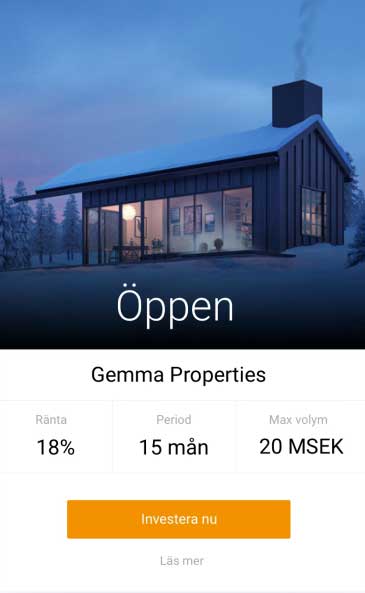 Öppen
Gemma Properties
Ränta
Period
Max volym
18%
15 mån
20 MSEK
Investera nu
Läs mer